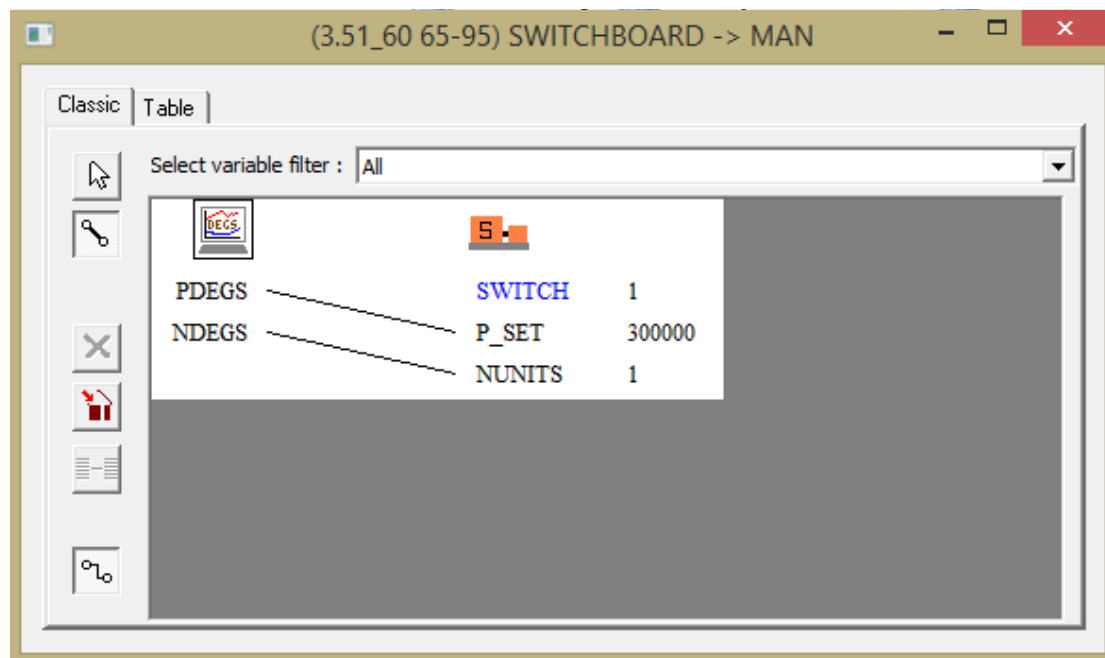 (3.51_60 65-95) SWITCHBOARD -> MAN
Classic Table
Select variable filter : All
DEGS S
PDEGS SWITCH 1
NDEGS P_SET 300000
NUNITS 1